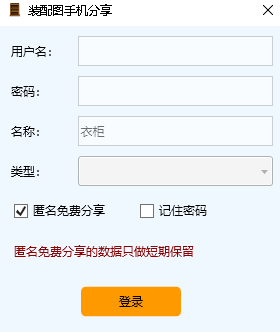 装配图手机分享
用户名：
密码：
名称： 衣柜
类型：
匿名免费分享 记住密码
匿名免费分享的数据只做短期保留
登录